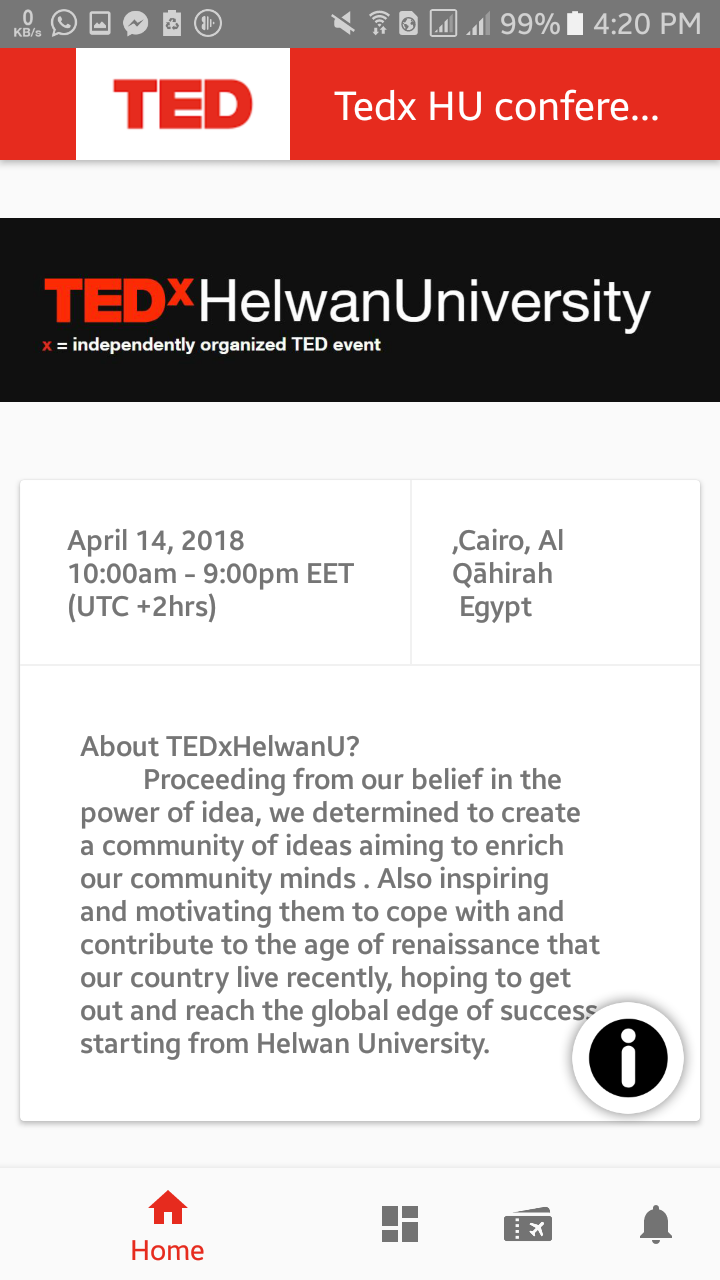 0
KB/s
99% 4:20 PM
TED
Tedx HU confere...
TEDxHelwanUniversity
x = independently organized TED event
April 14, 2018
10:00am - 9:00pm EET
(UTC +2hrs)
,Cairo, Al
Qāhirah
Egypt
About TEDxHelwanU?
Proceeding from our belief in the
power of idea, we determined to create
a community of ideas aiming to enrich
our community minds . Also inspiring
and motivating them to cope with and
contribute to the age of renaissance that
our country live recently, hoping to get
out and reach the global edge of success
starting from Helwan University.
Home